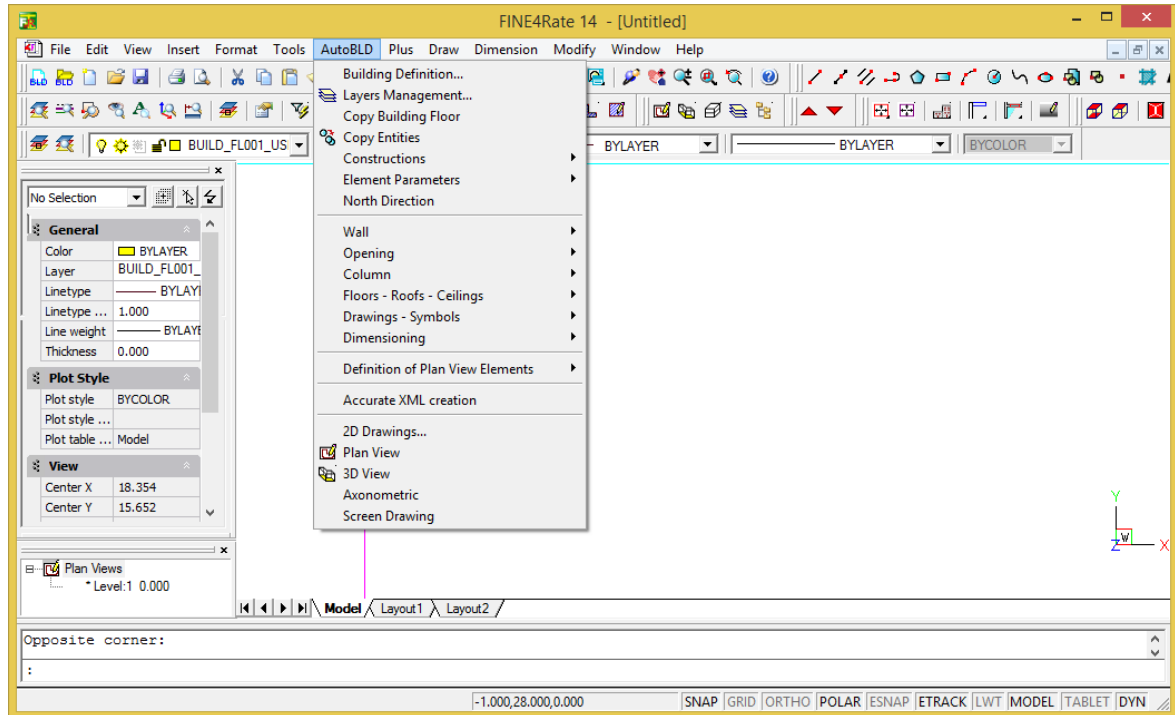 FINE4Rate 14 - [Untitled]
File Edit View Insert Format Tools AutoBLD Plus Draw Dimension Modify Window Help
BLD BLD
Building Definition...
Layers Management...
Copy Building Floor
Copy Entities
Constructions
Element Parameters
North Direction
Wall
Opening
Column
Floors - Roofs - Ceilings
Drawings - Symbols
Dimensioning
Definition of Plan View Elements
Accurate XML creation
2D Drawings...
Plan View
3D View
Axonometric
Screen Drawing
BUILD_FL001_US
BYLAYER
BYLAYER
BYCOLOR
No Selection
General
Color BYLAYER
Layer BUILD_FL001_
Linetype BYLAYI
Linetype ... 1.000
Line weight BYLAYE
Thickness 0.000
Plot Style
Plot style BYCOLOR
Plot style ...
Plot table ... Model
View
Center X 18.354
Center Y 15.652
Plan Views
* Level:1 0.000
Y
W
Z X
Model Layout1 Layout2
Opposite corner:
:
-1.000,28.000,0.000 SNAP GRID ORTHO POLAR ESNAP ETRACK LWT MODEL TABLET DYN